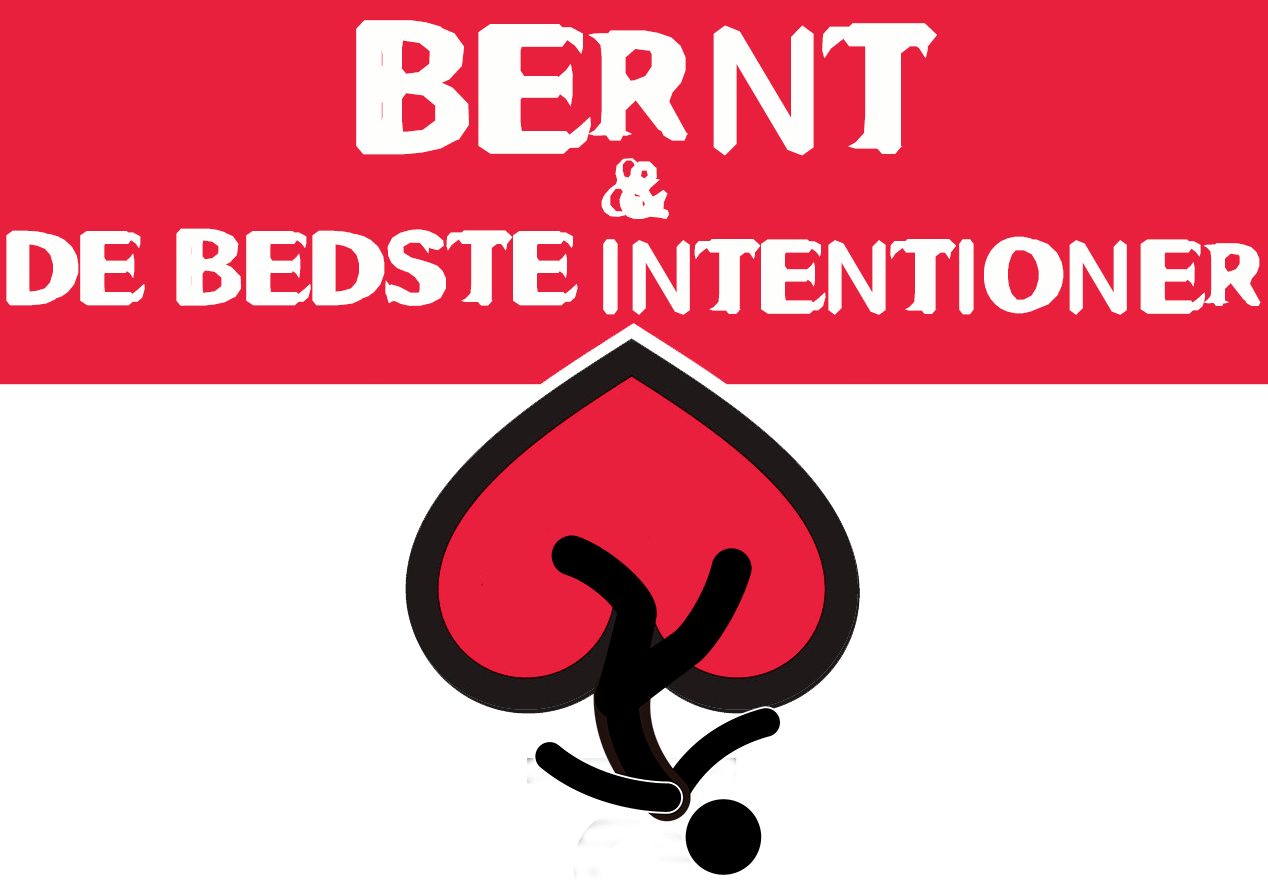 BERNT
&
DE BEDSTE INTENTIONER